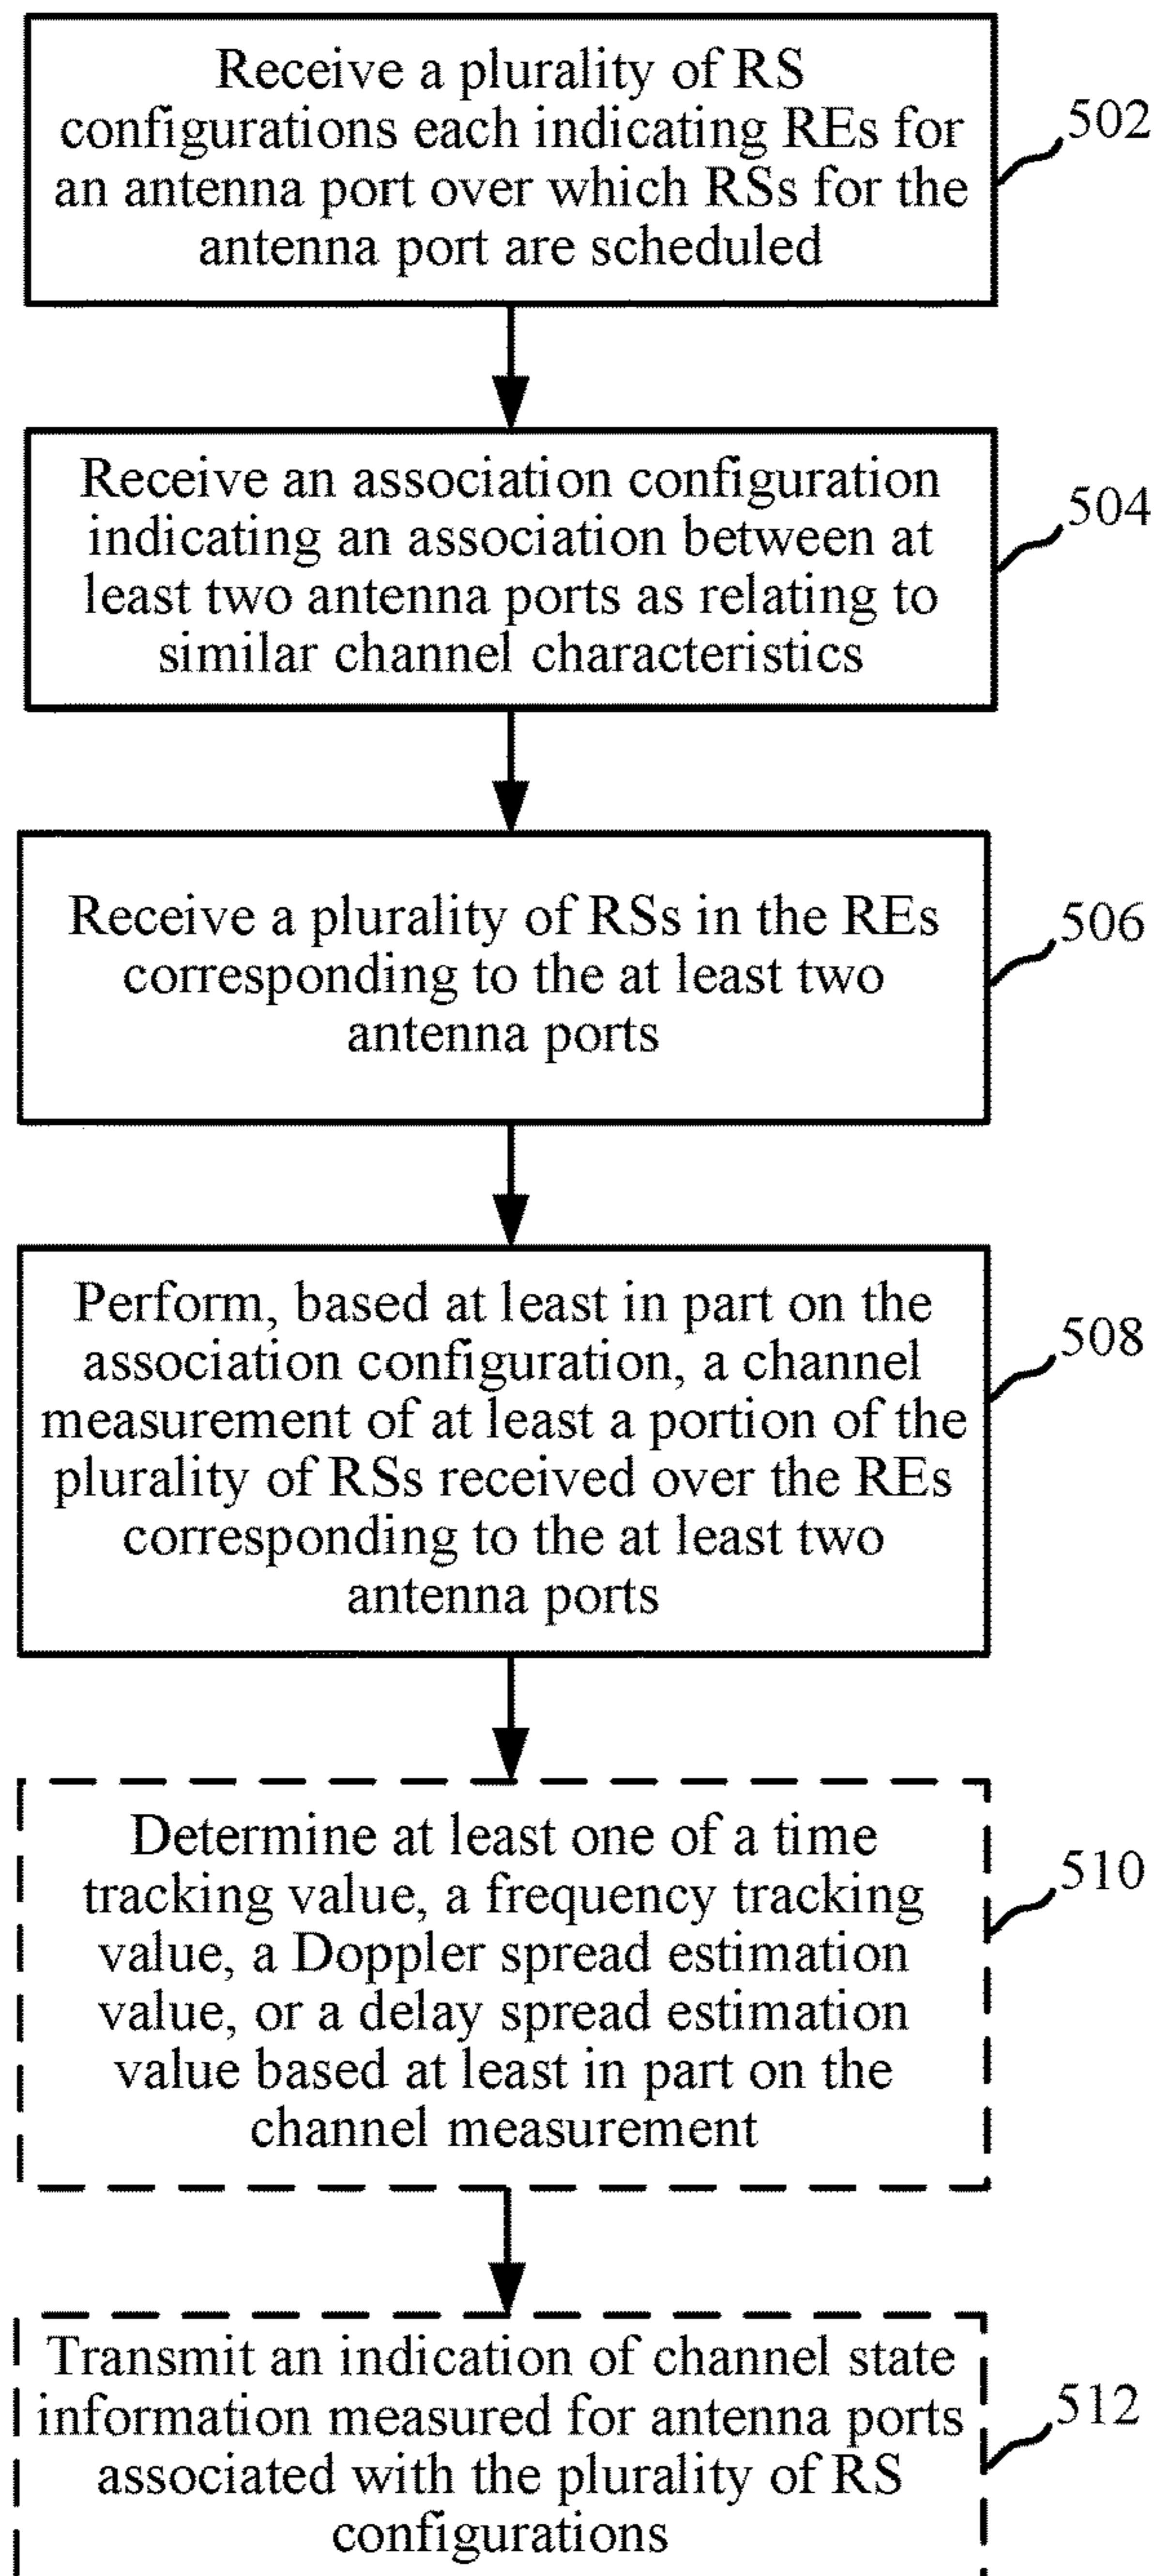 Receive a plurality of RS
configurations each indicating REs for
an antenna port over which RSs for the
antenna port are scheduled
502
Receive an association configuration
indicating an association between at
least two antenna ports as relating to
similar channel characteristics
504
Receive a plurality of RSs in the REs
corresponding to the at least two
antenna ports
506
Perform, based at least in part on the
association configuration, a channel
measurement of at least a portion of the
plurality of RSs received over the REs
corresponding to the at least two
antenna ports
508
Determine at least one of a time
tracking value, a frequency tracking
value, a Doppler spread estimation
value, or a delay spread estimation
value based at least in part on the
channel measurement
510
Transmit an indication of channel state
information measured for antenna ports
associated with the plurality of RS
configurations
512